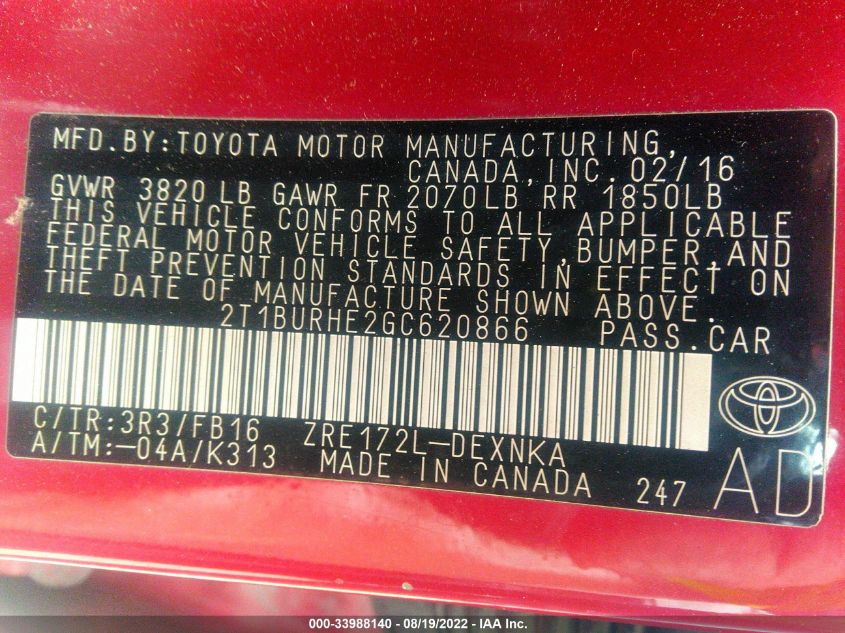 MFD.BY:TOYOTA MOTOR MANUFACTURING,
CANADA,INC. 02/16
GVWR 3820LB GAWR FR 2070LB RR 1850LB
THIS VEHICLE CONFORMS TO ALL APPLICABLE
FEDERAL MOTOR VEHICLE SAFETY,BUMPER,AND
THEFT PREVENTION STANDARDS IN EFFECT ON
THE DATE OF MANUFACTURE SHOWN ABOVE.
2T1BURHE2GC620866 PASS.CAR
C/TR:3R3/FB16 ZRE172L-DEXNKA
A/TM:-04A/K313 MADE IN CANADA 247 AD
000-33988140 - 08/19/2022 - IAA Inc.